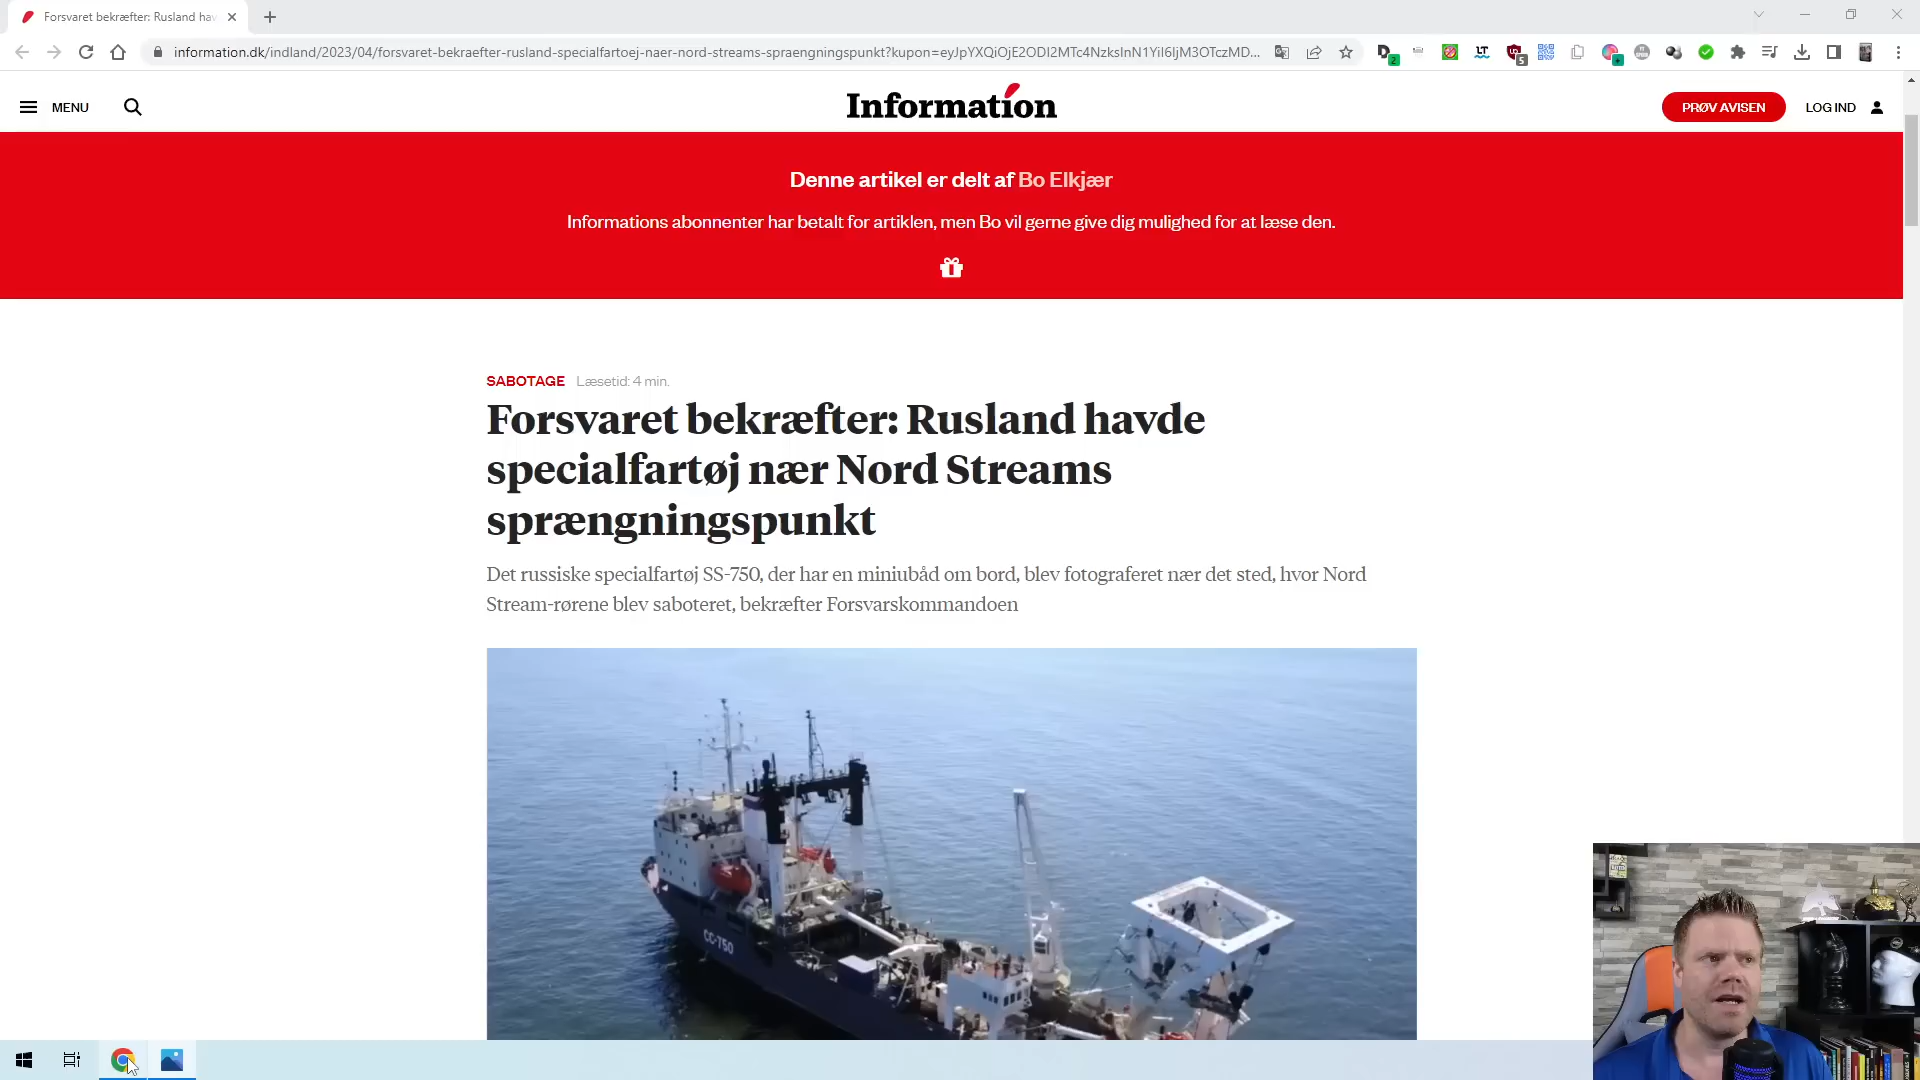 Forsvaret bekræfter: Rusland hav
information.dk/indland/2023/04/forsvaret-bekraefter-rusland-specialfartoej-naer-nord-streams-spraengningspunkt?kupon=eyJpYXQiOjE2ODI2MTc4NzksInN1YiI6IjM3OTczMD...
MENU
Information
PRØV AVISEN
LOG IND
Denne artikel er delt af Bo Elkjær
Informations abonnenter har betalt for artiklen, men Bo vil gerne give dig mulighed for at læse den.
SABOTAGE Læsetid: 4 min.
Forsvaret bekræfter: Rusland havde
specialfartøj nær Nord Streams
sprængningspunkt
Det russiske specialfartøj SS-750, der har en miniubåd om bord, blev fotograferet nær det sted, hvor Nord
Stream-rørene blev saboteret, bekræfter Forsvarskommandoen
CC-750